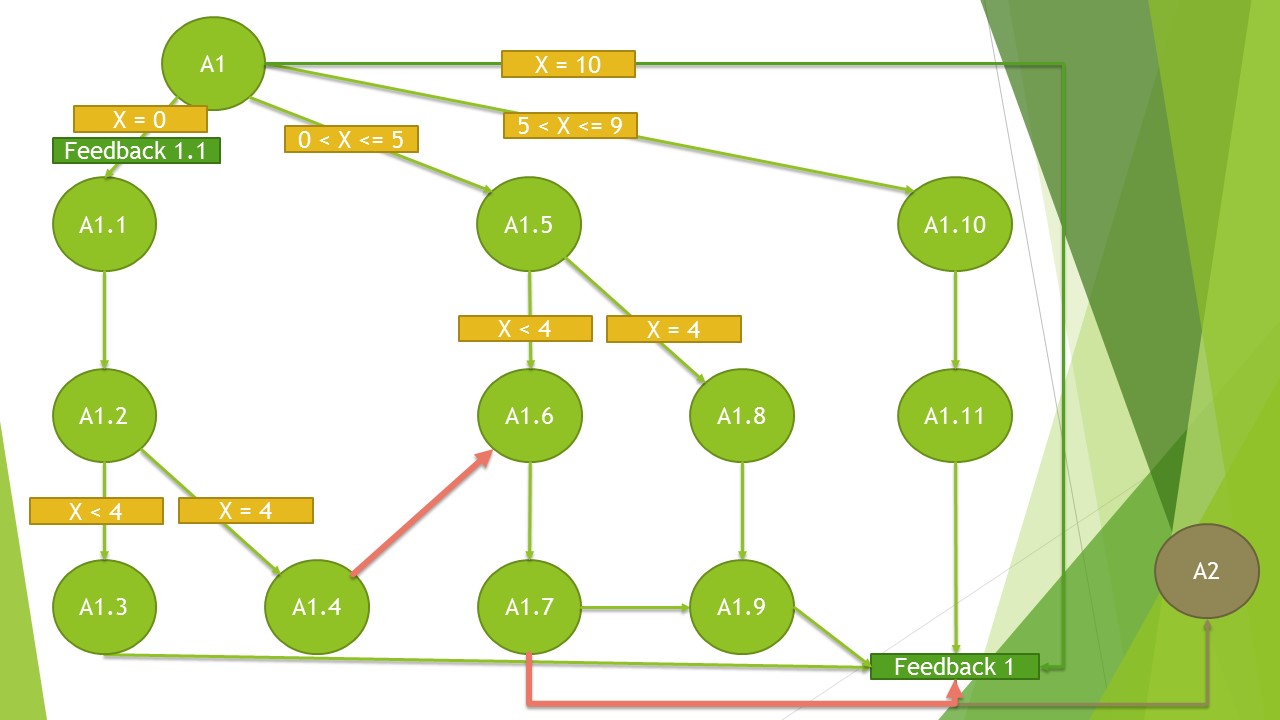 A1
X = 10
X = 0
0 < X <= 5
5 < X <= 9
Feedback 1.1
A1.1
A1.5
A1.10
X < 4
X = 4
A1.2
A1.6
A1.8
A1.11
X < 4
X = 4
A2
A1.3
A1.4
A1.7
A1.9
Feedback 1